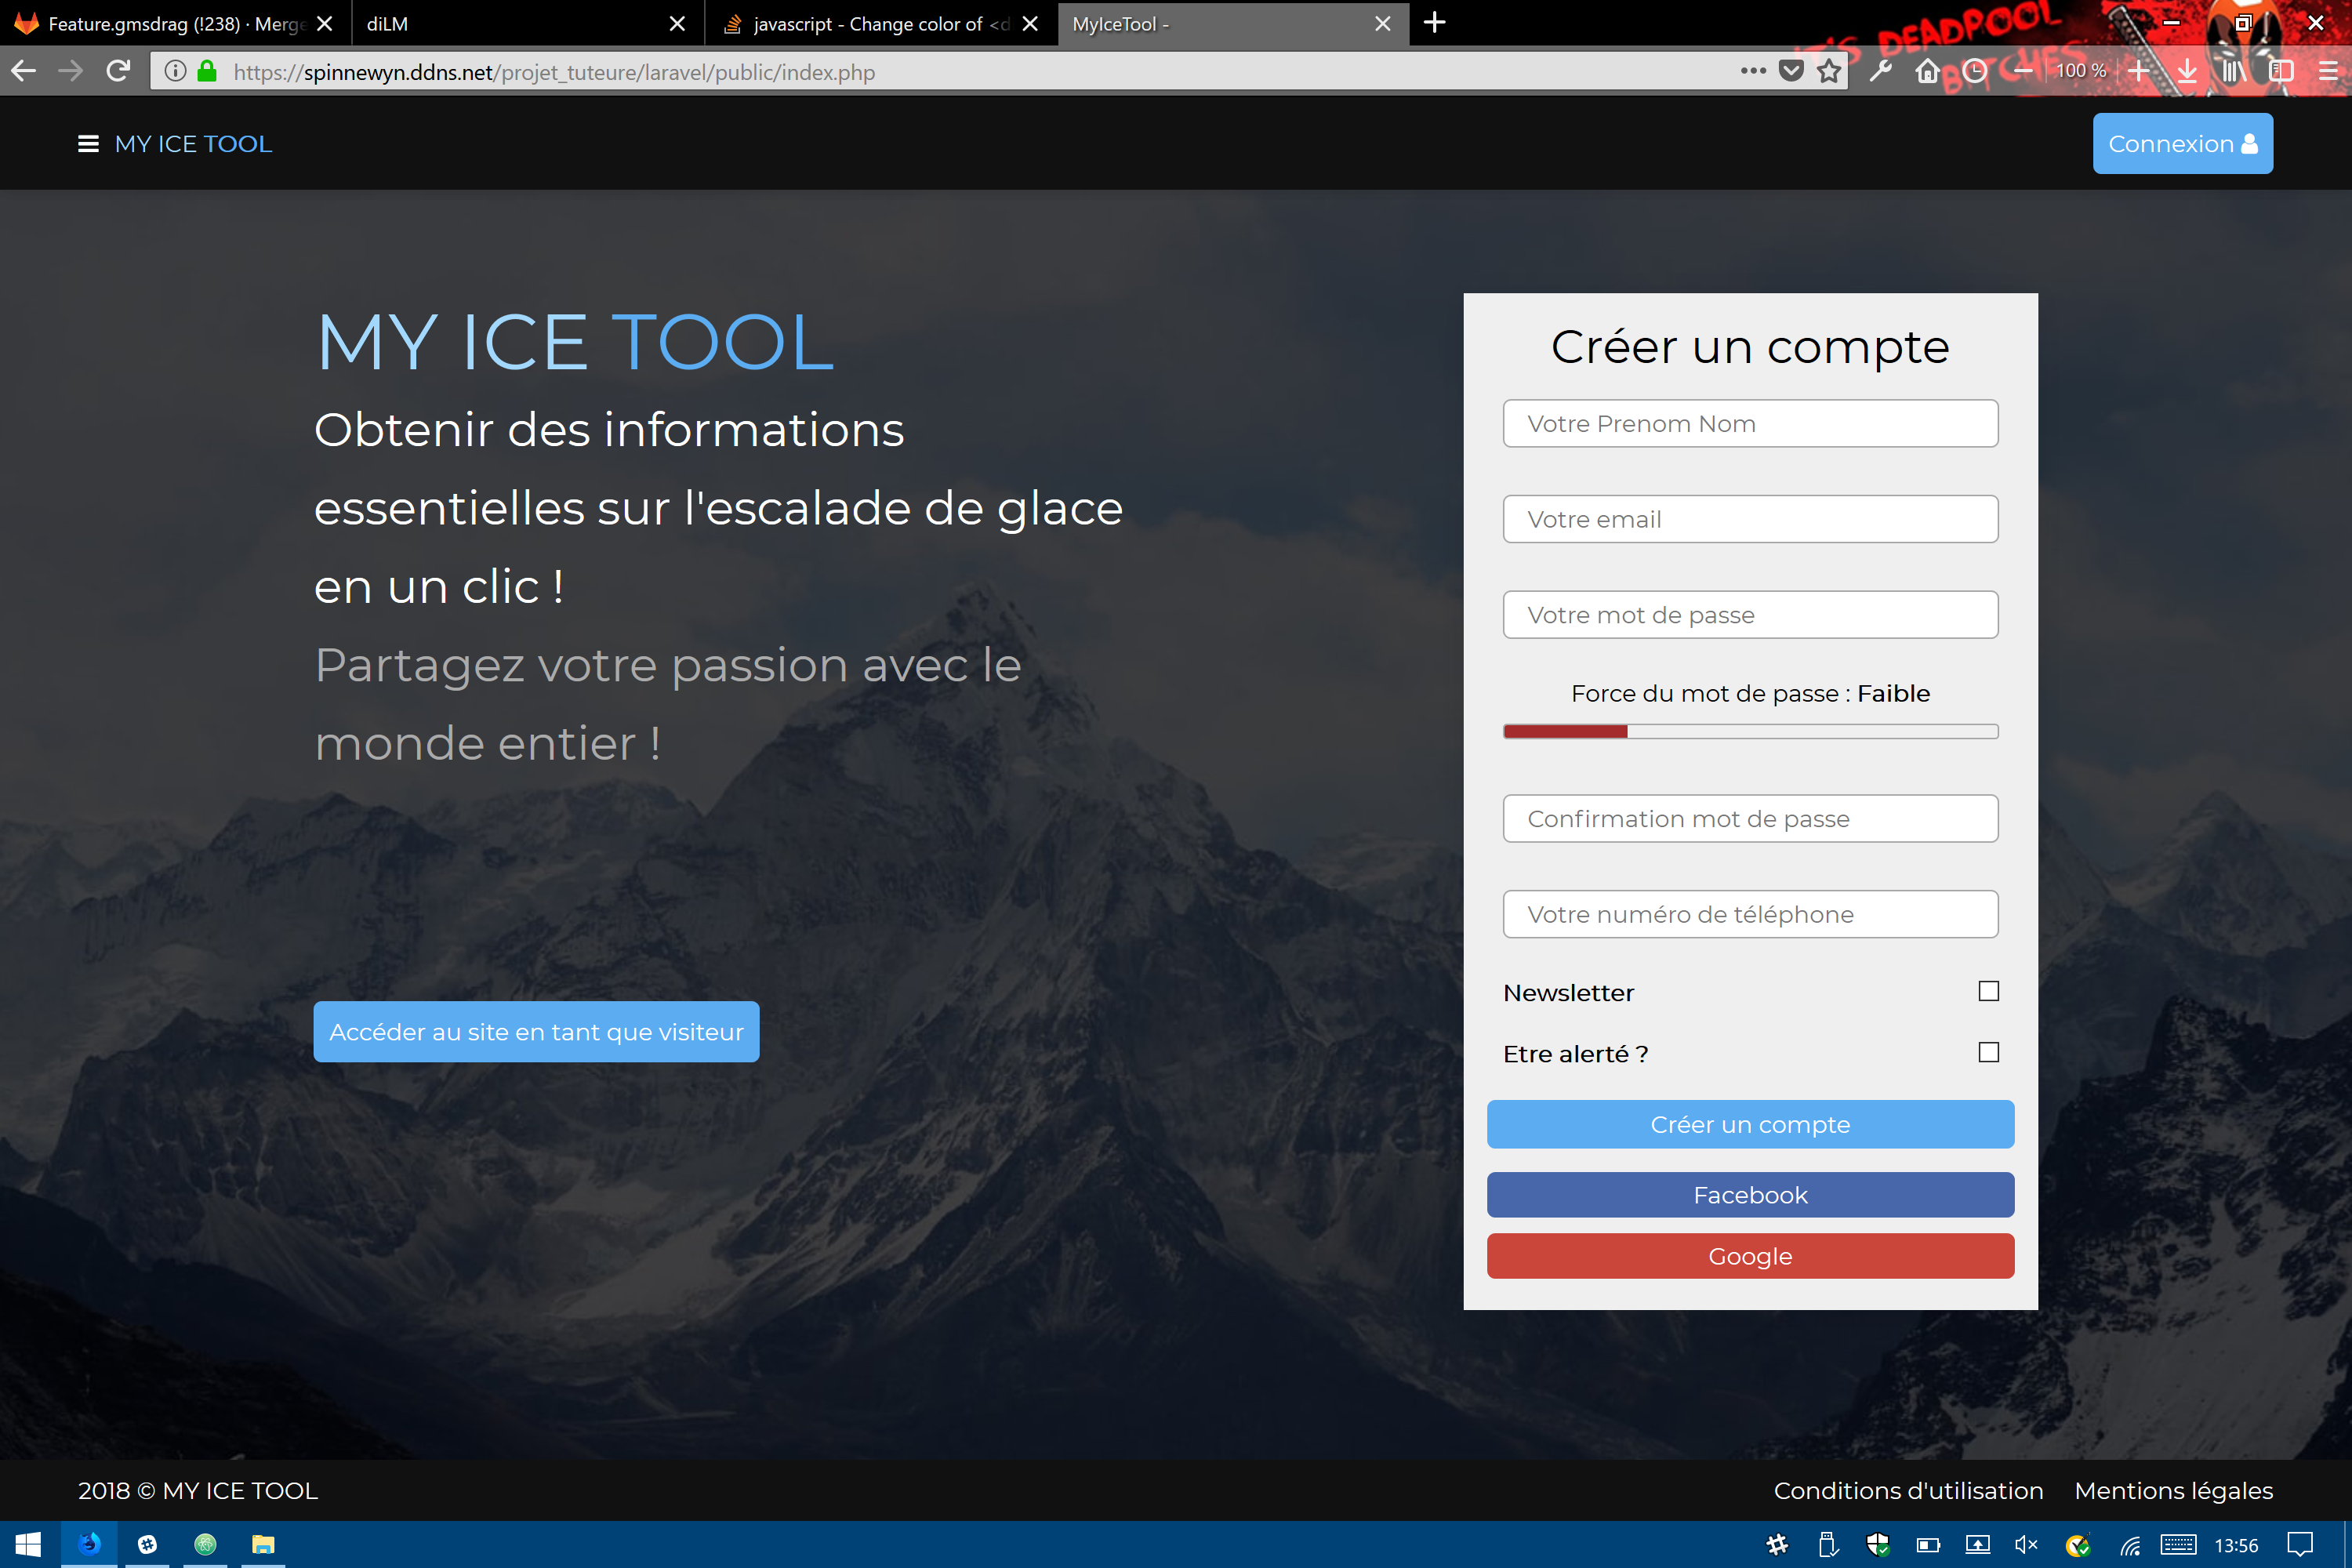 Feature.gmsdrag (!238) · Merge
diLM
javascript - Change color of <d
MyIceTool -
IT'S DEADPOOL
BITCHES
https://spinnewyn.ddns.net/projet_tuteure/laravel/public/index.php
100 %
MY ICE TOOL
Connexion
MY ICE TOOL
Obtenir des informations
essentielles sur l'escalade de glace
en un clic !
Partagez votre passion avec le
monde entier !
Accéder au site en tant que visiteur
Créer un compte
Votre Prenom Nom
Votre email
Votre mot de passe
Force du mot de passe : Faible
Confirmation mot de passe
Votre numéro de téléphone
Newsletter
Etre alerté ?
Créer un compte
Facebook
Google
2018 © MY ICE TOOL
Conditions d'utilisation
Mentions légales
13:56